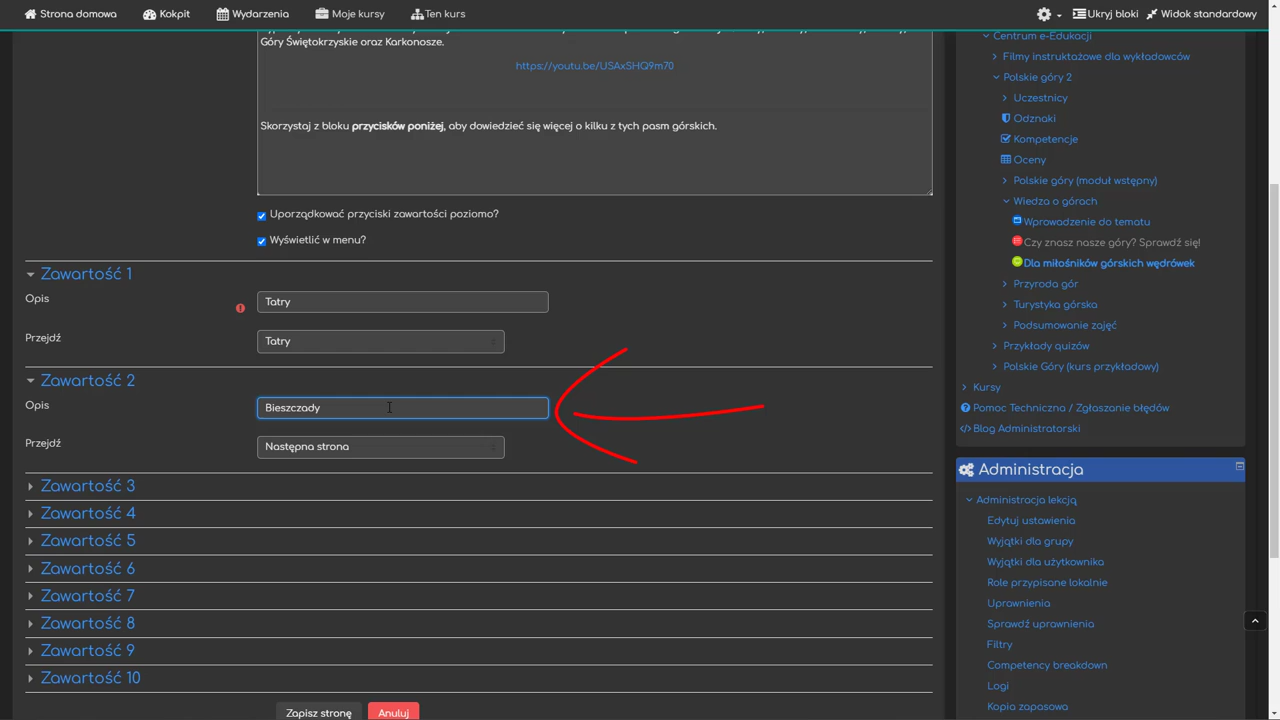 Strona domowa
Kokpit
Wydarzenia
Moje kursy
Ten kurs
Ukryj bloki
Widok standardowy
Góry Świętokrzyskie oraz Karkonosze.
https://youtu.be/USAxSHQ9m70
Skorzystaj z bloku przycisków poniżej, aby dowiedzieć się więcej o kilku z tych pasm górskich.
Uporządkować przyciski zawartości poziomo?
Wyświetlić w menu?
Zawartość 1
Opis
Tatry
Przejdź
Tatry
Zawartość 2
Opis
Bieszczady
Przejdź
Następna strona
Zawartość 3
Zawartość 4
Zawartość 5
Zawartość 6
Zawartość 7
Zawartość 8
Zawartość 9
Zawartość 10
Zapisz stronę
Anuluj
Centrum e-Edukacji
Filmy instruktażowe dla wykładowców
Polskie góry 2
Uczestnicy
Odznaki
Kompetencje
Oceny
Polskie góry (moduł wstępny)
Wiedza o górach
Wprowadzenie do tematu
Czy znasz nasze góry? Sprawdź się!
Dla miłośników górskich wędrówek
Przyroda gór
Turystyka górska
Podsumowanie zajęć
Przykłady quizów
Polskie Góry (kurs przykładowy)
Kursy
Pomoc Techniczna / Zgłaszanie błędów
Blog Administratorski
Administracja
Administracja lekcją
Edytuj ustawienia
Wyjątki dla grupy
Wyjątki dla użytkownika
Role przypisane lokalnie
Uprawnienia
Sprawdź uprawnienia
Filtry
Competency breakdown
Logi
Kopia zapasowa